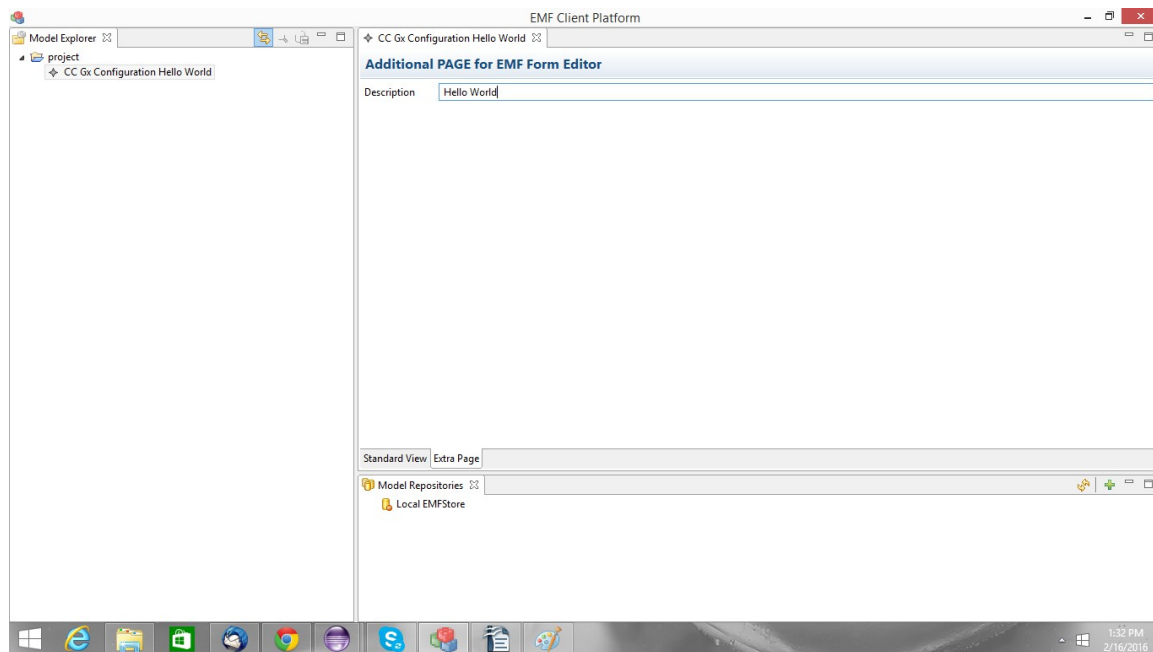 EMF Client Platform
Model Explorer
project
CC Gx Configuration Hello World
CC Gx Configuration Hello World
Additional PAGE for EMF Form Editor
Description Hello World
Standard View Extra Page
Model Repositories
Local EMFStore
1:32 PM
2/16/2016